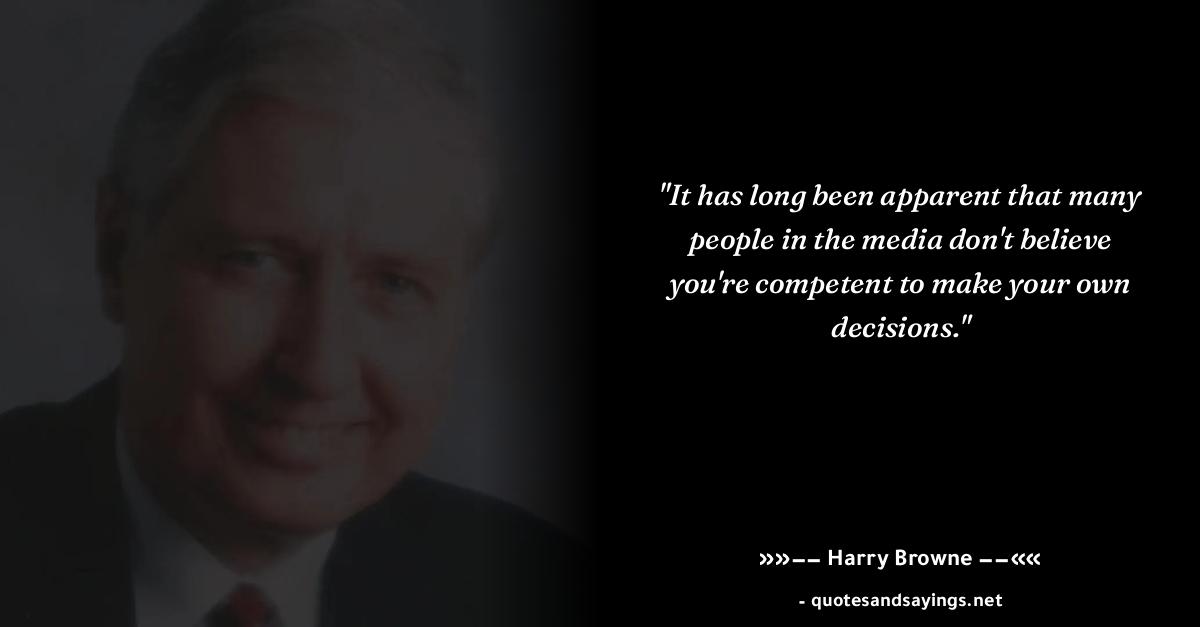 "It has long been apparent that many
people in the media don't believe
you're competent to make your own
decisions."
»»−− Harry Browne −−««
- quotesandsayings.net